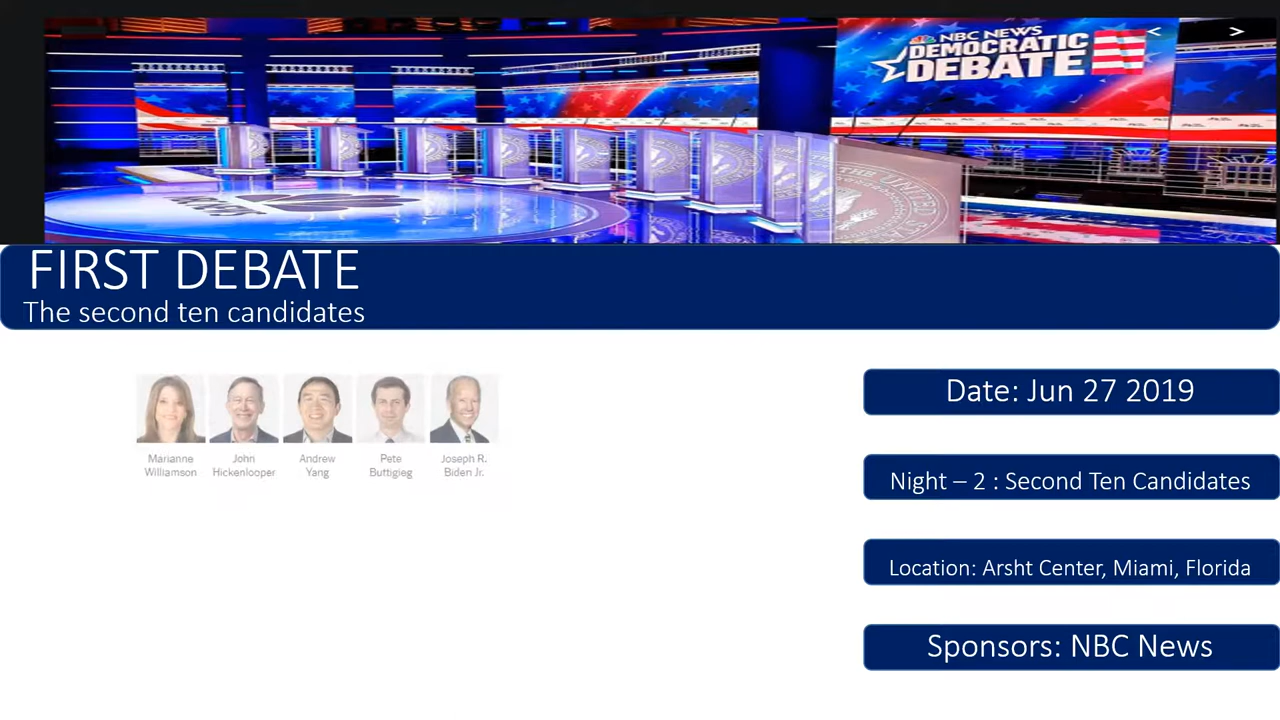 NBC NEWS
DEMOCRATIC
DEBATE
< >
FIRST DEBATE
The second ten candidates
Marianne Williamson
John Hickenlooper
Andrew Yang
Pete Buttigieg
Joseph R. Biden Jr.
Date: Jun 27 2019
Night – 2 : Second Ten Candidates
Location: Arsht Center, Miami, Florida
Sponsors: NBC News